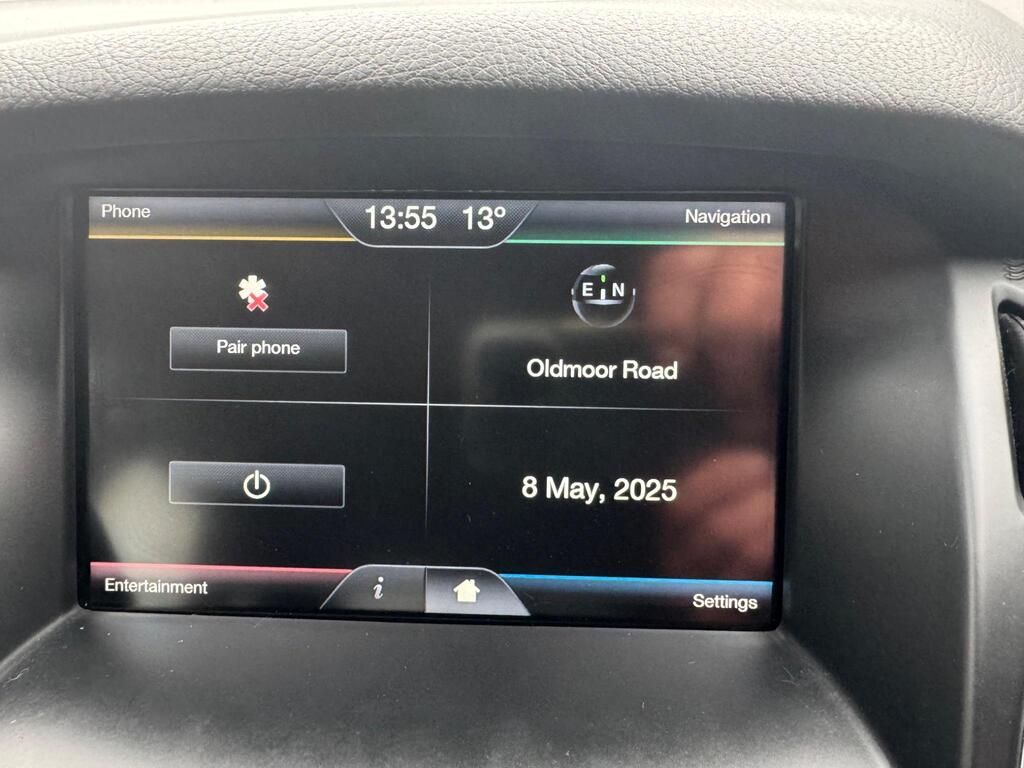 Phone
13:55 13°
Navigation
E N
Pair phone
Oldmoor Road
8 May, 2025
Entertainment
i
Settings